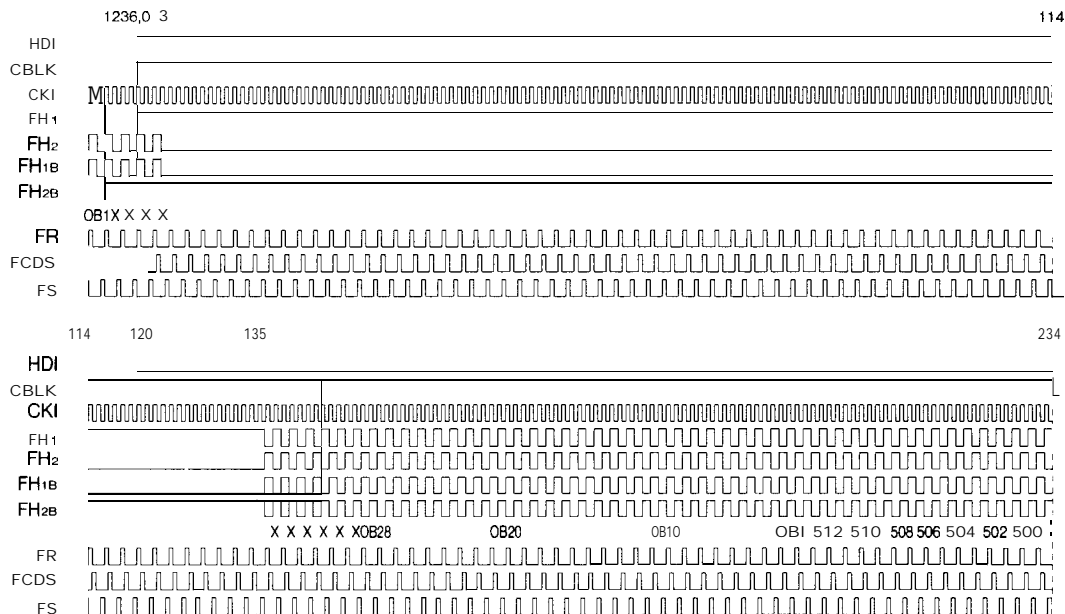 1236,0 3 114
HDI
CBLK
CKI M
FH1
FH2
FH1B
FH2B
OB1X X X X
FR
FCDS
FS
114 120 135 234
HDI
CBLK
CKI
FH1
FH2
FH1B
FH2B
X X X X X XOB28 OB20 OB10 OBI 512 510 508 506 504 502 500
FR
FCDS
FS